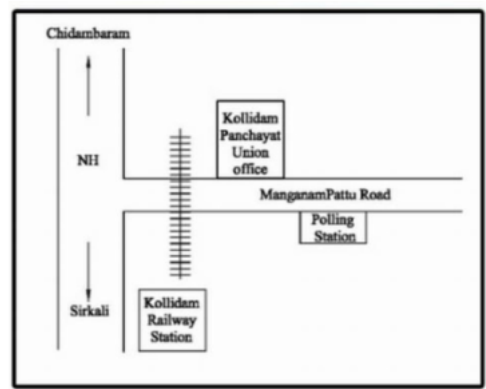 Chidambaram
Kollidam
Panchayat
Union
office
NH
ManganamPattu Road
Polling
Station
Sirkali
Kollidam
Railway
Station